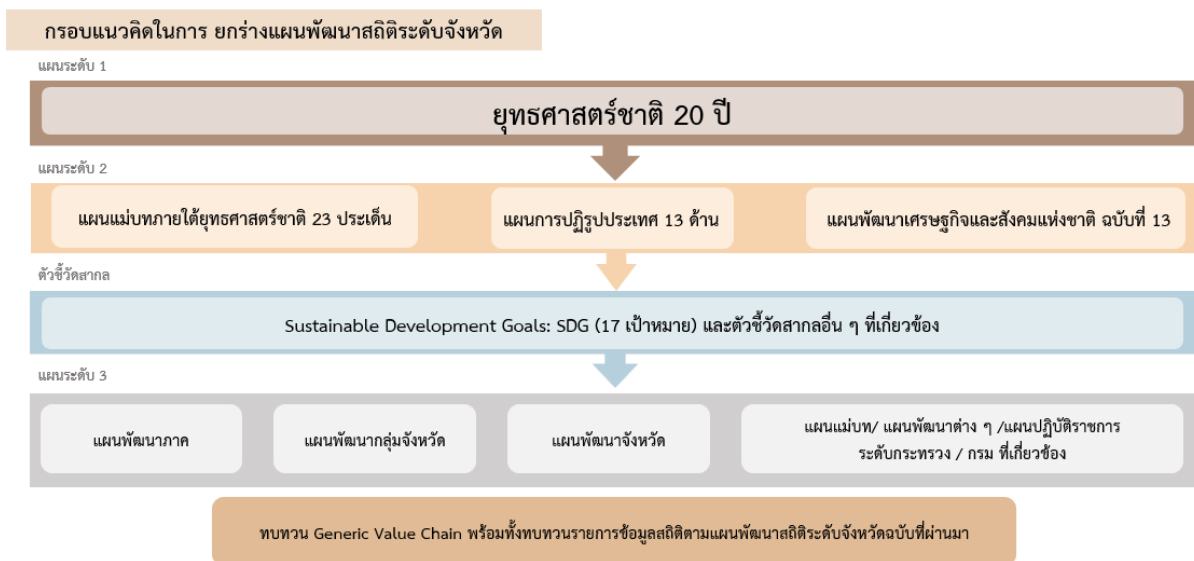 กรอบแนวคิดในการ ยกร่างแผนพัฒนาสถิติระดับจังหวัด
แผนระดับ 1
ยุทธศาสตร์ชาติ 20 ปี
แผนระดับ 2
แผนแม่บทภายใต้ยุทธศาสตร์ชาติ 23 ประเด็น
แผนการปฏิรูปประเทศ 13 ด้าน
แผนพัฒนาเศรษฐกิจและสังคมแห่งชาติ ฉบับที่ 13
ตัวชี้วัดสากล
Sustainable Development Goals: SDG (17 เป้าหมาย) และตัวชี้วัดสากลอื่น ๆ ที่เกี่ยวข้อง
แผนระดับ 3
แผนพัฒนาภาค
แผนพัฒนากลุ่มจังหวัด
แผนพัฒนาจังหวัด
แผนแม่บท/ แผนพัฒนาต่าง ๆ /แผนปฏิบัติราชการ
ระดับกระทรวง / กรม ที่เกี่ยวข้อง
ทบทวน Generic Value Chain พร้อมทั้งทบทวนรายการข้อมูลสถิติตามแผนพัฒนาสถิติระดับจังหวัดฉบับที่ผ่านมา